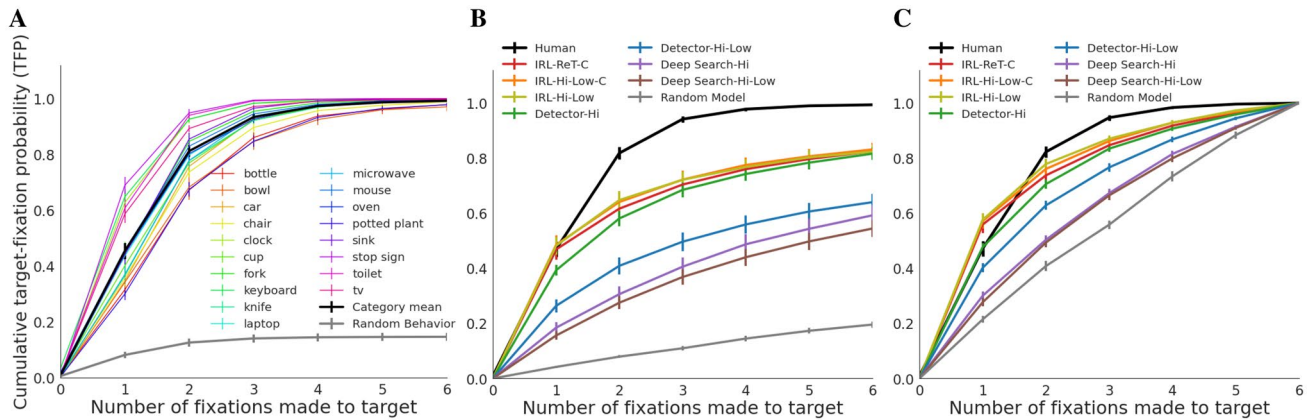 A
Cumulative target-fixation probability (TFP)
1.0
0.8
0.6
0.4
0.2
0.0
0 1 2 3 4 5 6
Number of fixations made to target
bottle
bowl
car
chair
clock
cup
fork
keyboard
knife
laptop
microwave
mouse
oven
potted plant
sink
stop sign
toilet
tv
Category mean
Random Behavior
B
Human
IRL-ReT-C
IRL-Hi-Low-C
IRL-Hi-Low
Detector-Hi
Detector-Hi-Low
Deep Search-Hi
Deep Search-Hi-Low
Random Model
1.0
0.8
0.6
0.4
0.2
0.0
0 1 2 3 4 5 6
Number of fixations made to target
C
Human
IRL-ReT-C
IRL-Hi-Low-C
IRL-Hi-Low
Detector-Hi
Detector-Hi-Low
Deep Search-Hi
Deep Search-Hi-Low
Random Model
1.0
0.8
0.6
0.4
0.2
0.0
0 1 2 3 4 5 6
Number of fixations made to target